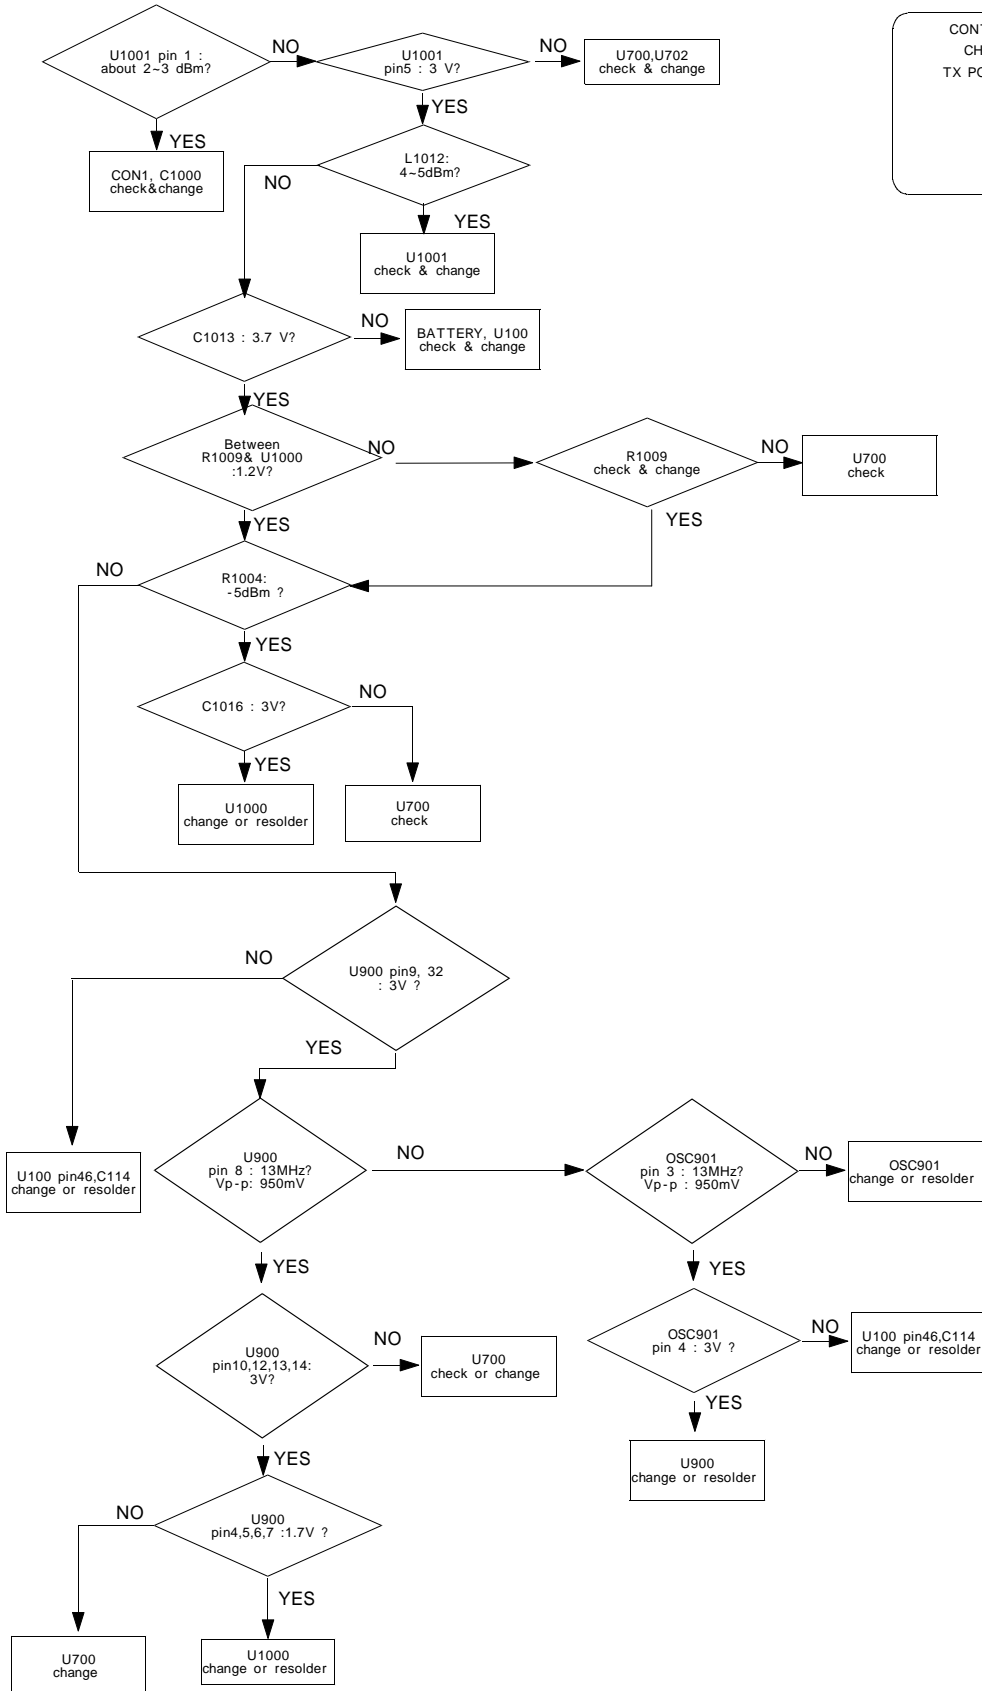 U1001 pin 1 :
about 2~3 dBm?
NO
U1001
pin5 : 3 V?
NO
U700,U702
check & change
YES
CON1, C1000
check&change
YES
L1012:
4~5dBm?
NO
YES
U1001
check & change
C1013 : 3.7 V?
NO
BATTERY, U100
check & change
YES
Between
R1009& U1000
:1.2V?
NO
R1009
check & change
NO
U700
check
YES
YES
R1004:
-5dBm ?
NO
YES
C1016 : 3V?
NO
YES
U1000
change or resolder
U700
check
U900 pin9, 32
: 3V ?
NO
YES
U100 pin46,C114
change or resolder
U900
pin 8 : 13MHz?
Vp-p: 950mV
NO
OSC901
pin 3 : 13MHz?
Vp-p : 950mV
NO
OSC901
change or resolder
YES
YES
U900
pin10,12,13,14:
3V?
NO
U700
check or change
OSC901
pin 4 : 3V ?
NO
U100 pin46,C114
change or resolder
YES
U900
change or resolder
YES
U900
pin4,5,6,7 :1.7V ?
NO
YES
U700
change
U1000
change or resolder
CONT
CH
TX PO